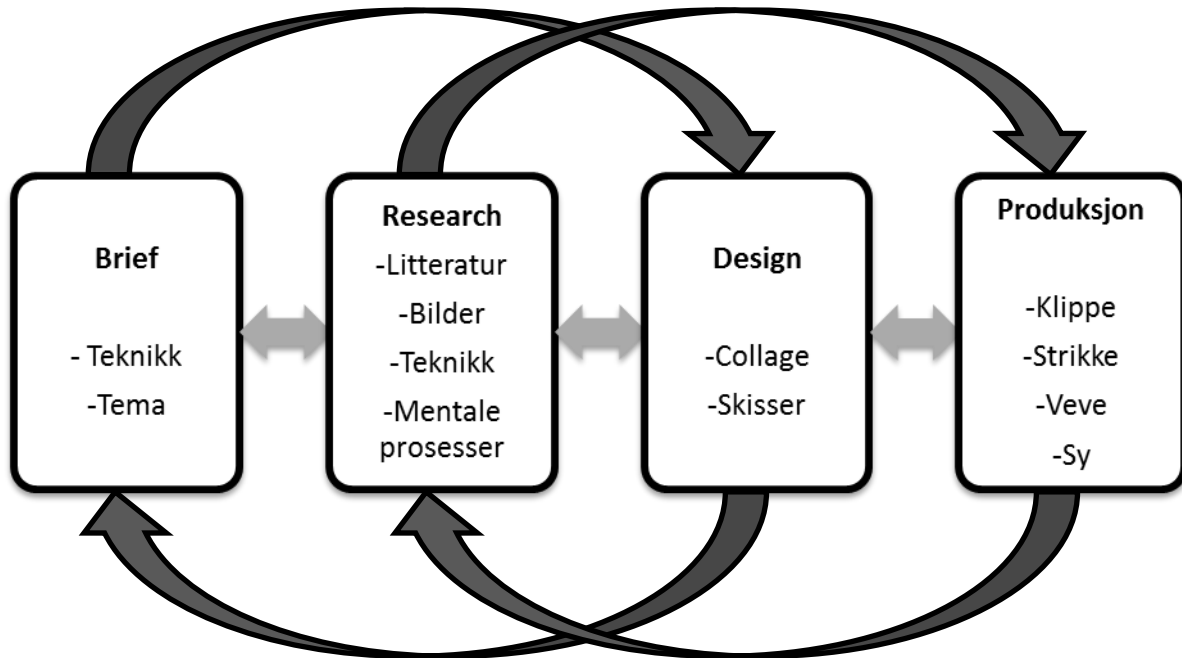 Brief
- Teknikk
-Tema
Research
-Litteratur
-Bilder
-Teknikk
-Mentale
prosesser
Design
-Collage
-Skisser
Produksjon
-Klippe
-Strikke
-Veve
-Sy